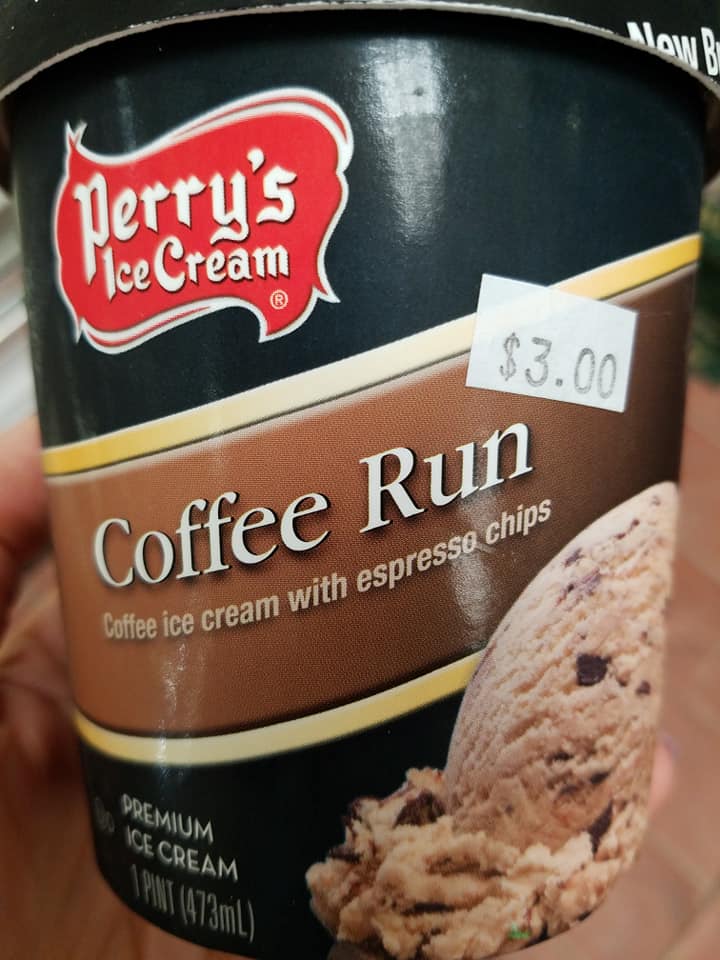 New
Perry's
Ice Cream
®
$3.00
Coffee Run
Coffee ice cream with espresso chips
PREMIUM
ICE CREAM
1 PINT (473mL)